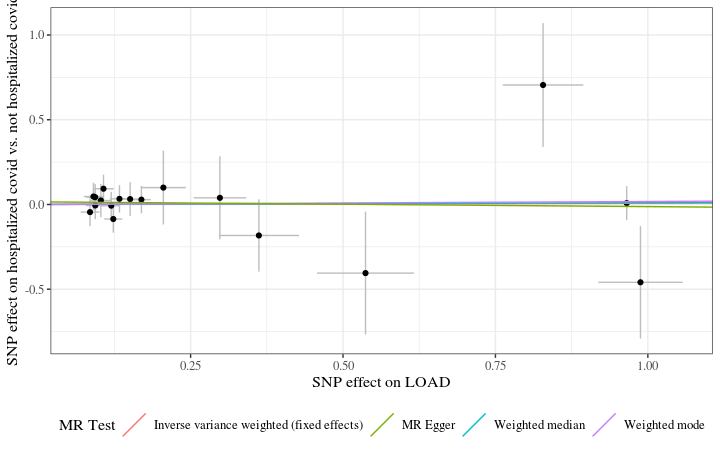 SNP effect on hospitalized covid vs. not hospitalized covid
1.0
0.5
0.0
-0.5
0.25
0.50
0.75
1.00
SNP effect on LOAD
MR Test
Inverse variance weighted (fixed effects)
MR Egger
Weighted median
Weighted mode